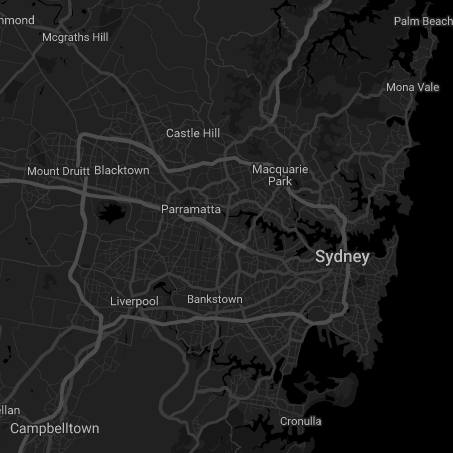 mmond
Palm Beach
Mcgraths Hill
Mona Vale
Castle Hill
Mount Druitt
Blacktown
Macquarie
Park
Parramatta
Sydney
Liverpool
Bankstown
llan
Cronulla
Campbelltown